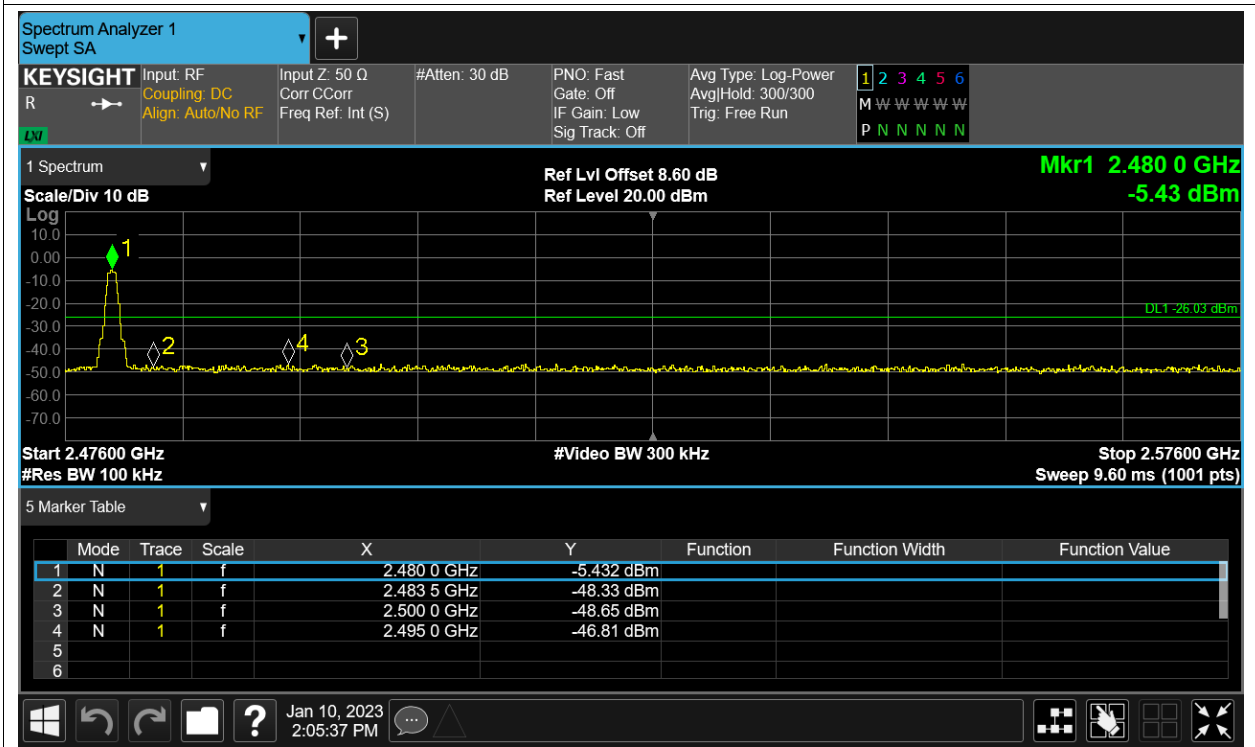 Spectrum Analyzer 1
Swept SA
KEYSIGHT Input: RF Input Z: 50 Ω #Atten: 30 dB PNO: Fast Avg Type: Log-Power 1 2 3 4 5 6
R Coupling: DC Corr CCorr Gate: Off Avg|Hold: 300/300 M W W W W W W
Align: Auto/No RF Freq Ref: Int (S) IF Gain: Low Trig: Free Run
LXI Sig Track: Off P N N N N N N
1 Spectrum Ref Lvl Offset 8.60 dB Mkr1 2.480 0 GHz
Scale/Div 10 dB Ref Level 20.00 dBm -5.43 dBm
Log
10.0
1
0.00
-10.0
-20.0
DL1 -26.03 dBm
-30.0
-40.0
2 4 3
-50.0
-60.0
-70.0
Start 2.47600 GHz #Video BW 300 kHz Stop 2.57600 GHz
#Res BW 100 kHz Sweep 9.60 ms (1001 pts)
5 Marker Table
Mode Trace Scale X Y Function Function Width Function Value
1 N 1 f 2.480 0 GHz -5.432 dBm
2 N 1 f 2.483 5 GHz -48.33 dBm
3 N 1 f 2.500 0 GHz -48.65 dBm
4 N 1 f 2.495 0 GHz -46.81 dBm
5
6
? Jan 10, 2023
2:05:37 PM